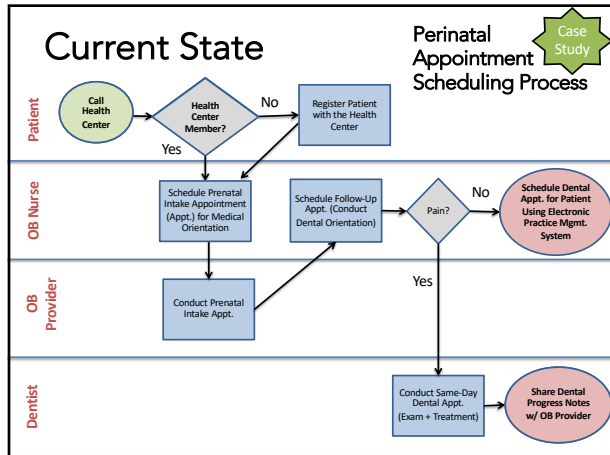 Current State
Perinatal
Appointment
Scheduling Process
Case
Study
Patient
Call
Health
Center
Health
Center
Member?
No
Yes
Register Patient
with the Health
Center
OB Nurse
Schedule Prenatal
Intake Appointment
(Appt.) for Medical
Orientation)
Schedule Follow-Up
Appt. (Conduct
Dental Orientation)
Pain?
No
Yes
Schedule Dental
Appt. for Patient
Using Electronic
Practice Mgmt.
System
OB
Provider
Conduct Prenatal
Intake Appt.
Dentist
Conduct Same-Day
Dental Appt.
(Exam + Treatment)
Share Dental
Progress Notes
w/ OB Provider